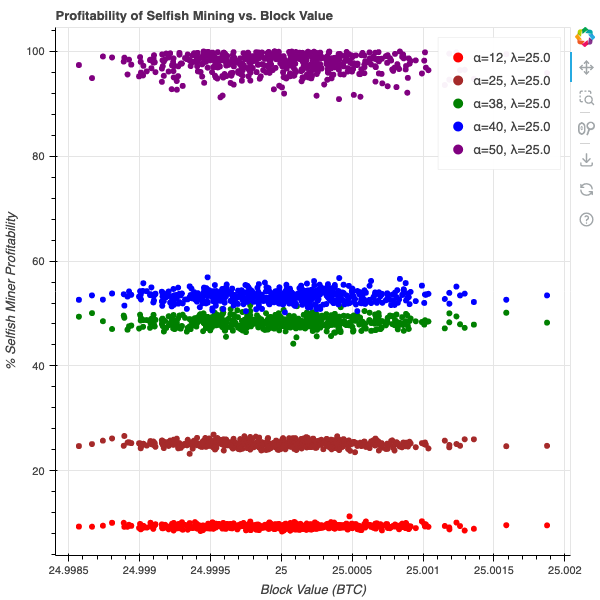 Profitability of Selfish Mining vs. Block Value
100
80
60
40
20
% Selfish Miner Profitability
α=12, λ=25.0
α=25, λ=25.0
α=38, λ=25.0
α=40, λ=25.0
α=50, λ=25.0
24.9985 24.999 24.9995 25 25.0005 25.001 25.0015 25.002
Block Value (BTC)